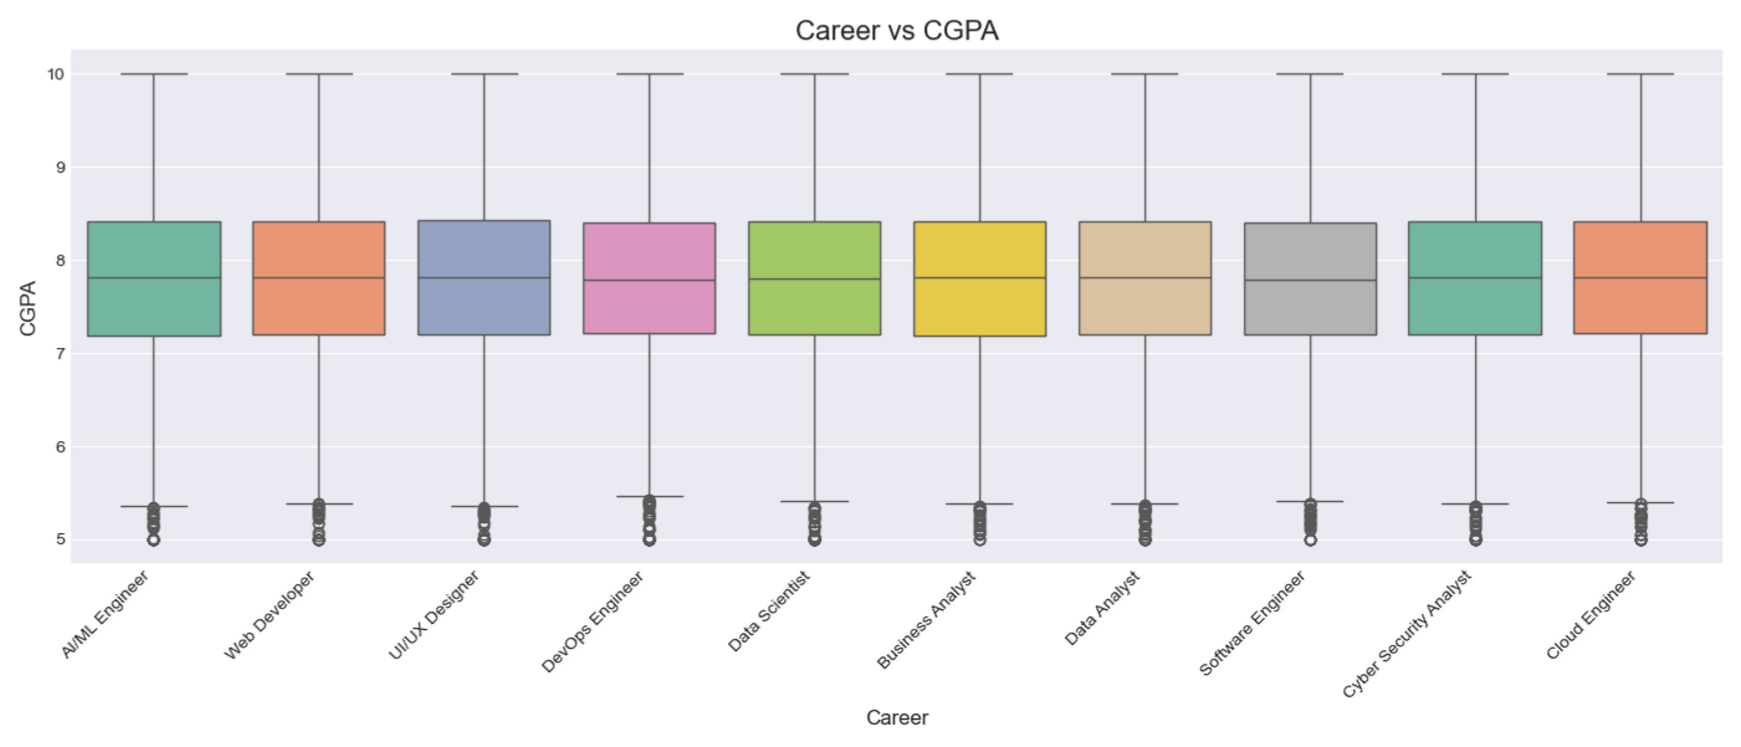 Career vs CGPA
10
9
8
7
6
5
CGPA
AI/ML Engineer
Web Developer
UI/UX Designer
DevOps Engineer
Data Scientist
Business Analyst
Data Analyst
Software Engineer
Cyber Security Analyst
Cloud Engineer
Career